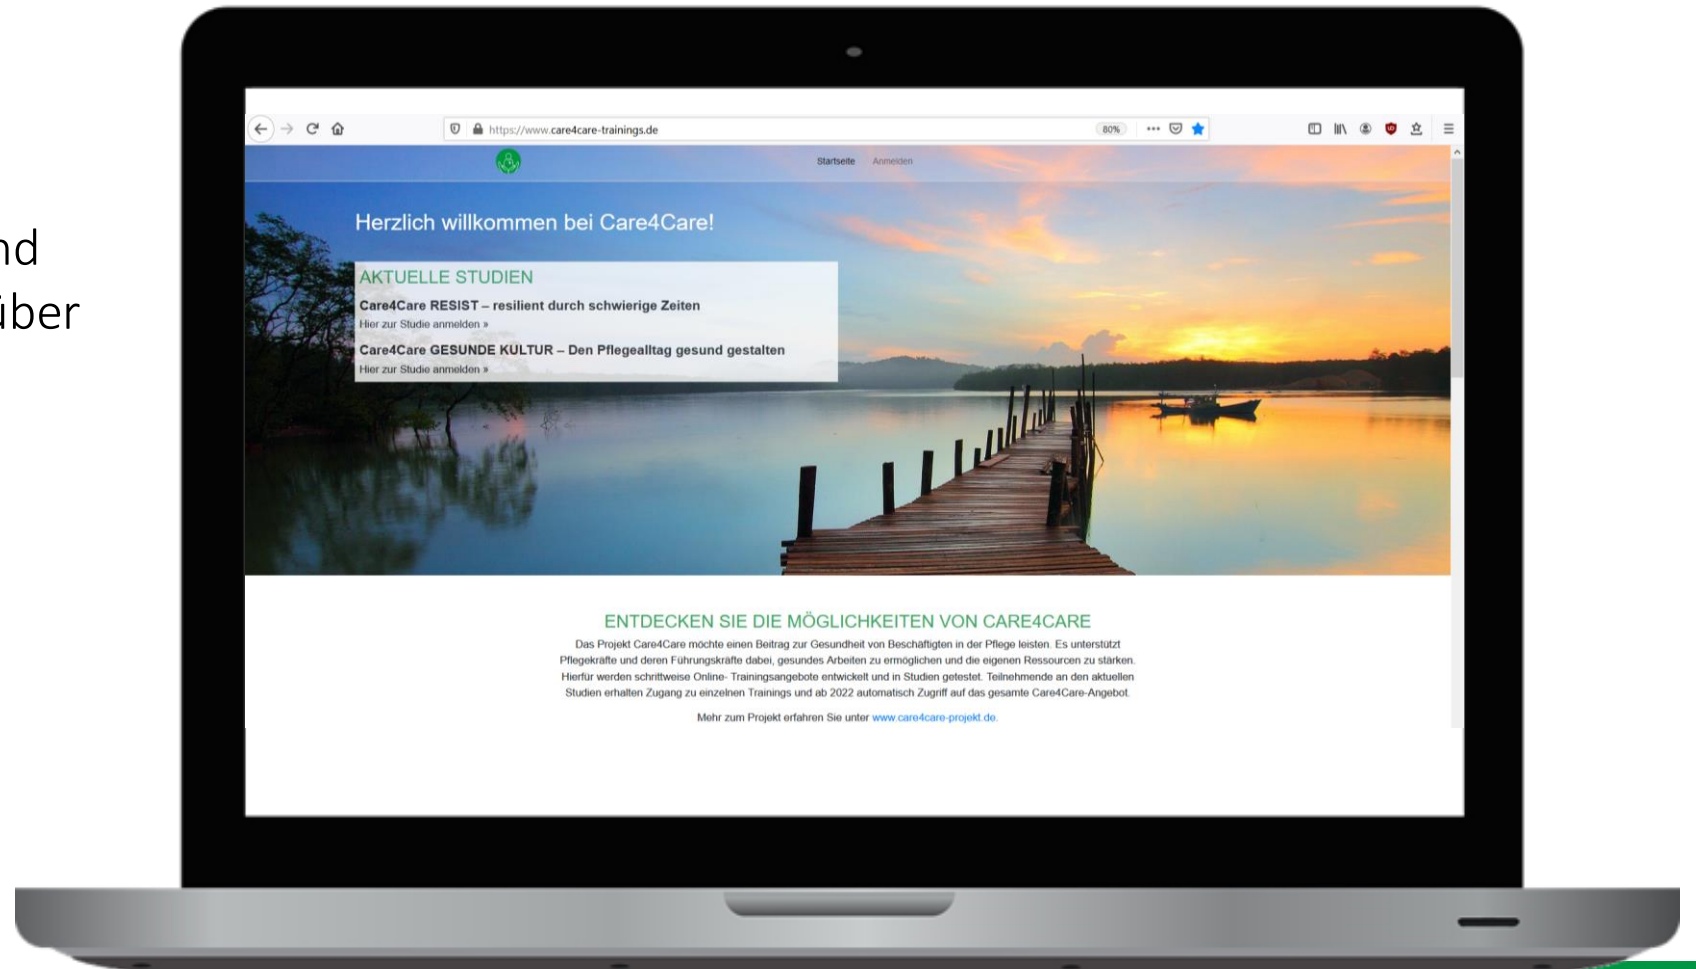 nd
über
https://www.care4care-trainings.de
80%
Startseite Anmelden
Herzlich willkommen bei Care4Care!
AKTUELLE STUDIEN
Care4Care RESIST – resilient durch schwierige Zeiten
Hier zur Studie anmelden »
Care4Care GESUNDE KULTUR – Den Pflegealltag gesund gestalten
Hier zur Studie anmelden »
ENTDECKEN SIE DIE MÖGLICHKEITEN VON CARE4CARE
Das Projekt Care4Care möchte einen Beitrag zur Gesundheit von Beschäftigten in der Pflege leisten. Es unterstützt
Pflegekräfte und deren Führungskräfte dabei, gesundes Arbeiten zu ermöglichen und die eigenen Ressourcen zu stärken.
Hierfür werden schrittweise Online- Trainingsangebote entwickelt und in Studien getestet. Teilnehmende an den aktuellen
Studien erhalten Zugang zu einzelnen Trainings und ab 2022 automatisch Zugriff auf das gesamte Care4Care-Angebot.
Mehr zum Projekt erfahren Sie unter www.care4care-projekt.de.